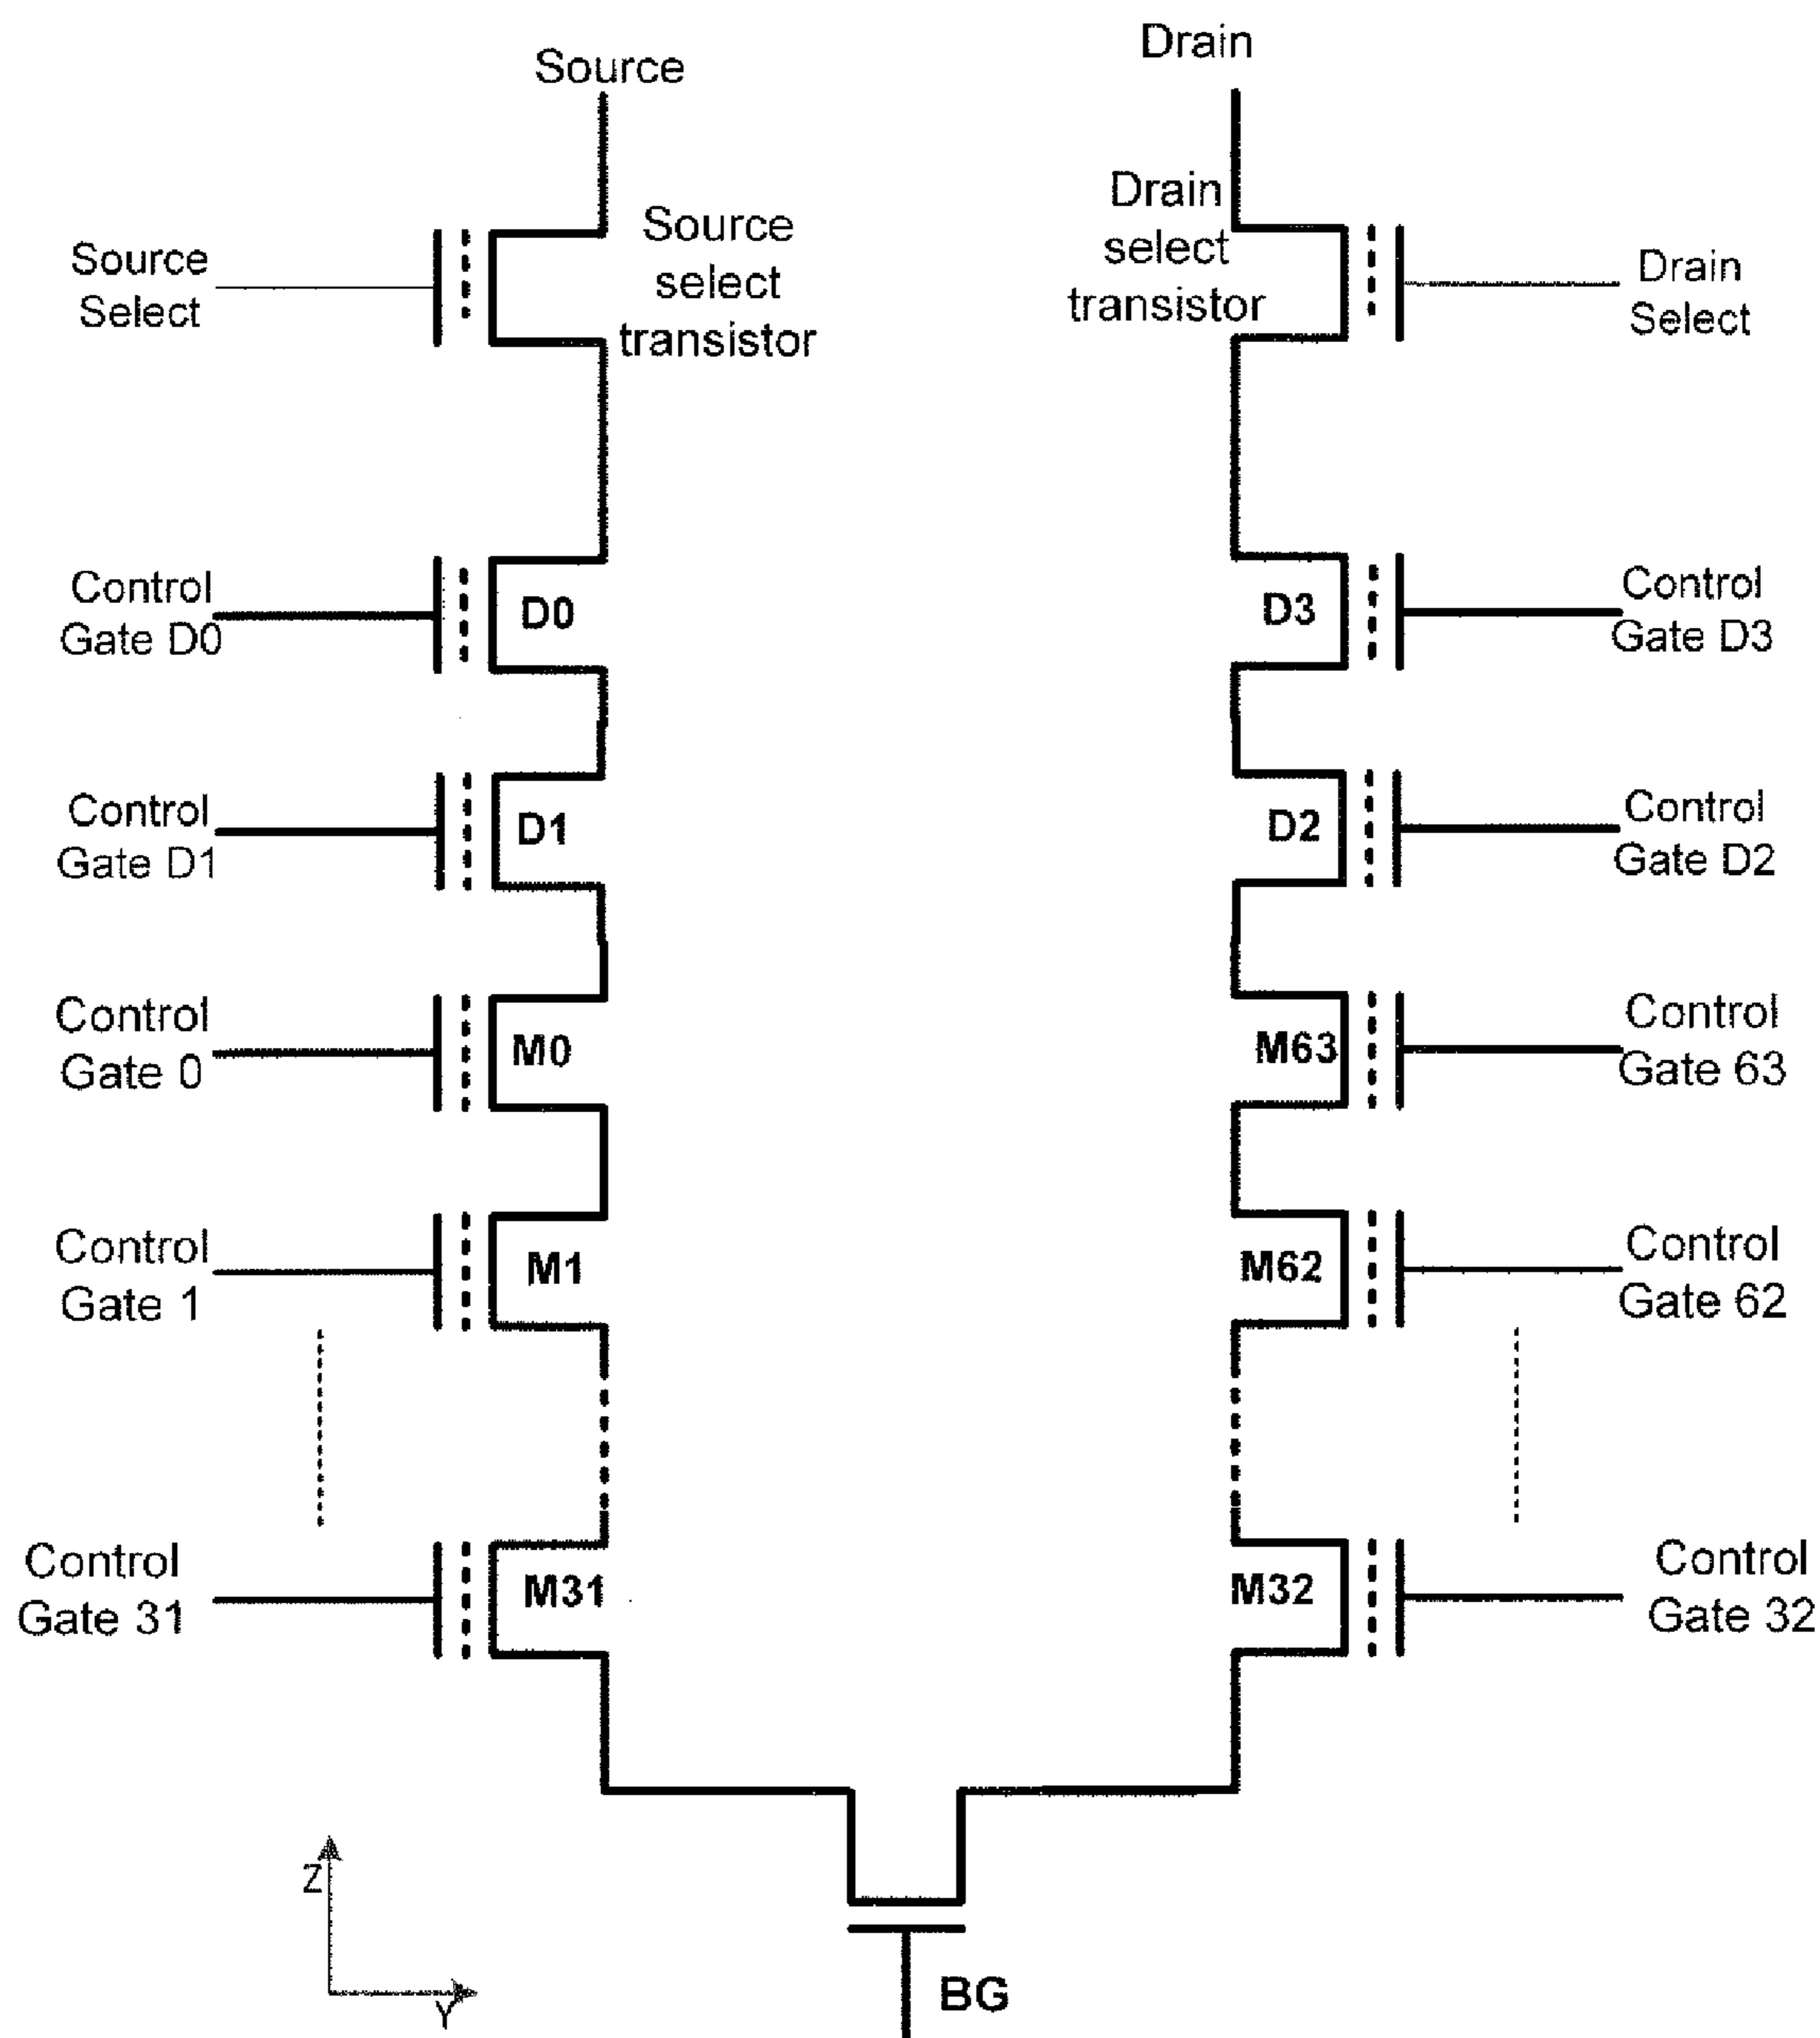 Source
Drain
Source
Select
Source
select
transistor
Drain
select
transistor
Drain
Select
Control
Gate D0
D0
D3
Control
Gate D3
Control
Gate D1
D1
D2
Control
Gate D2
Control
Gate 0
M0
M63
Control
Gate 63
Control
Gate 1
M1
M62
Control
Gate 62
Control
Gate 31
M31
M32
Control
Gate 32
Z
Y
BG